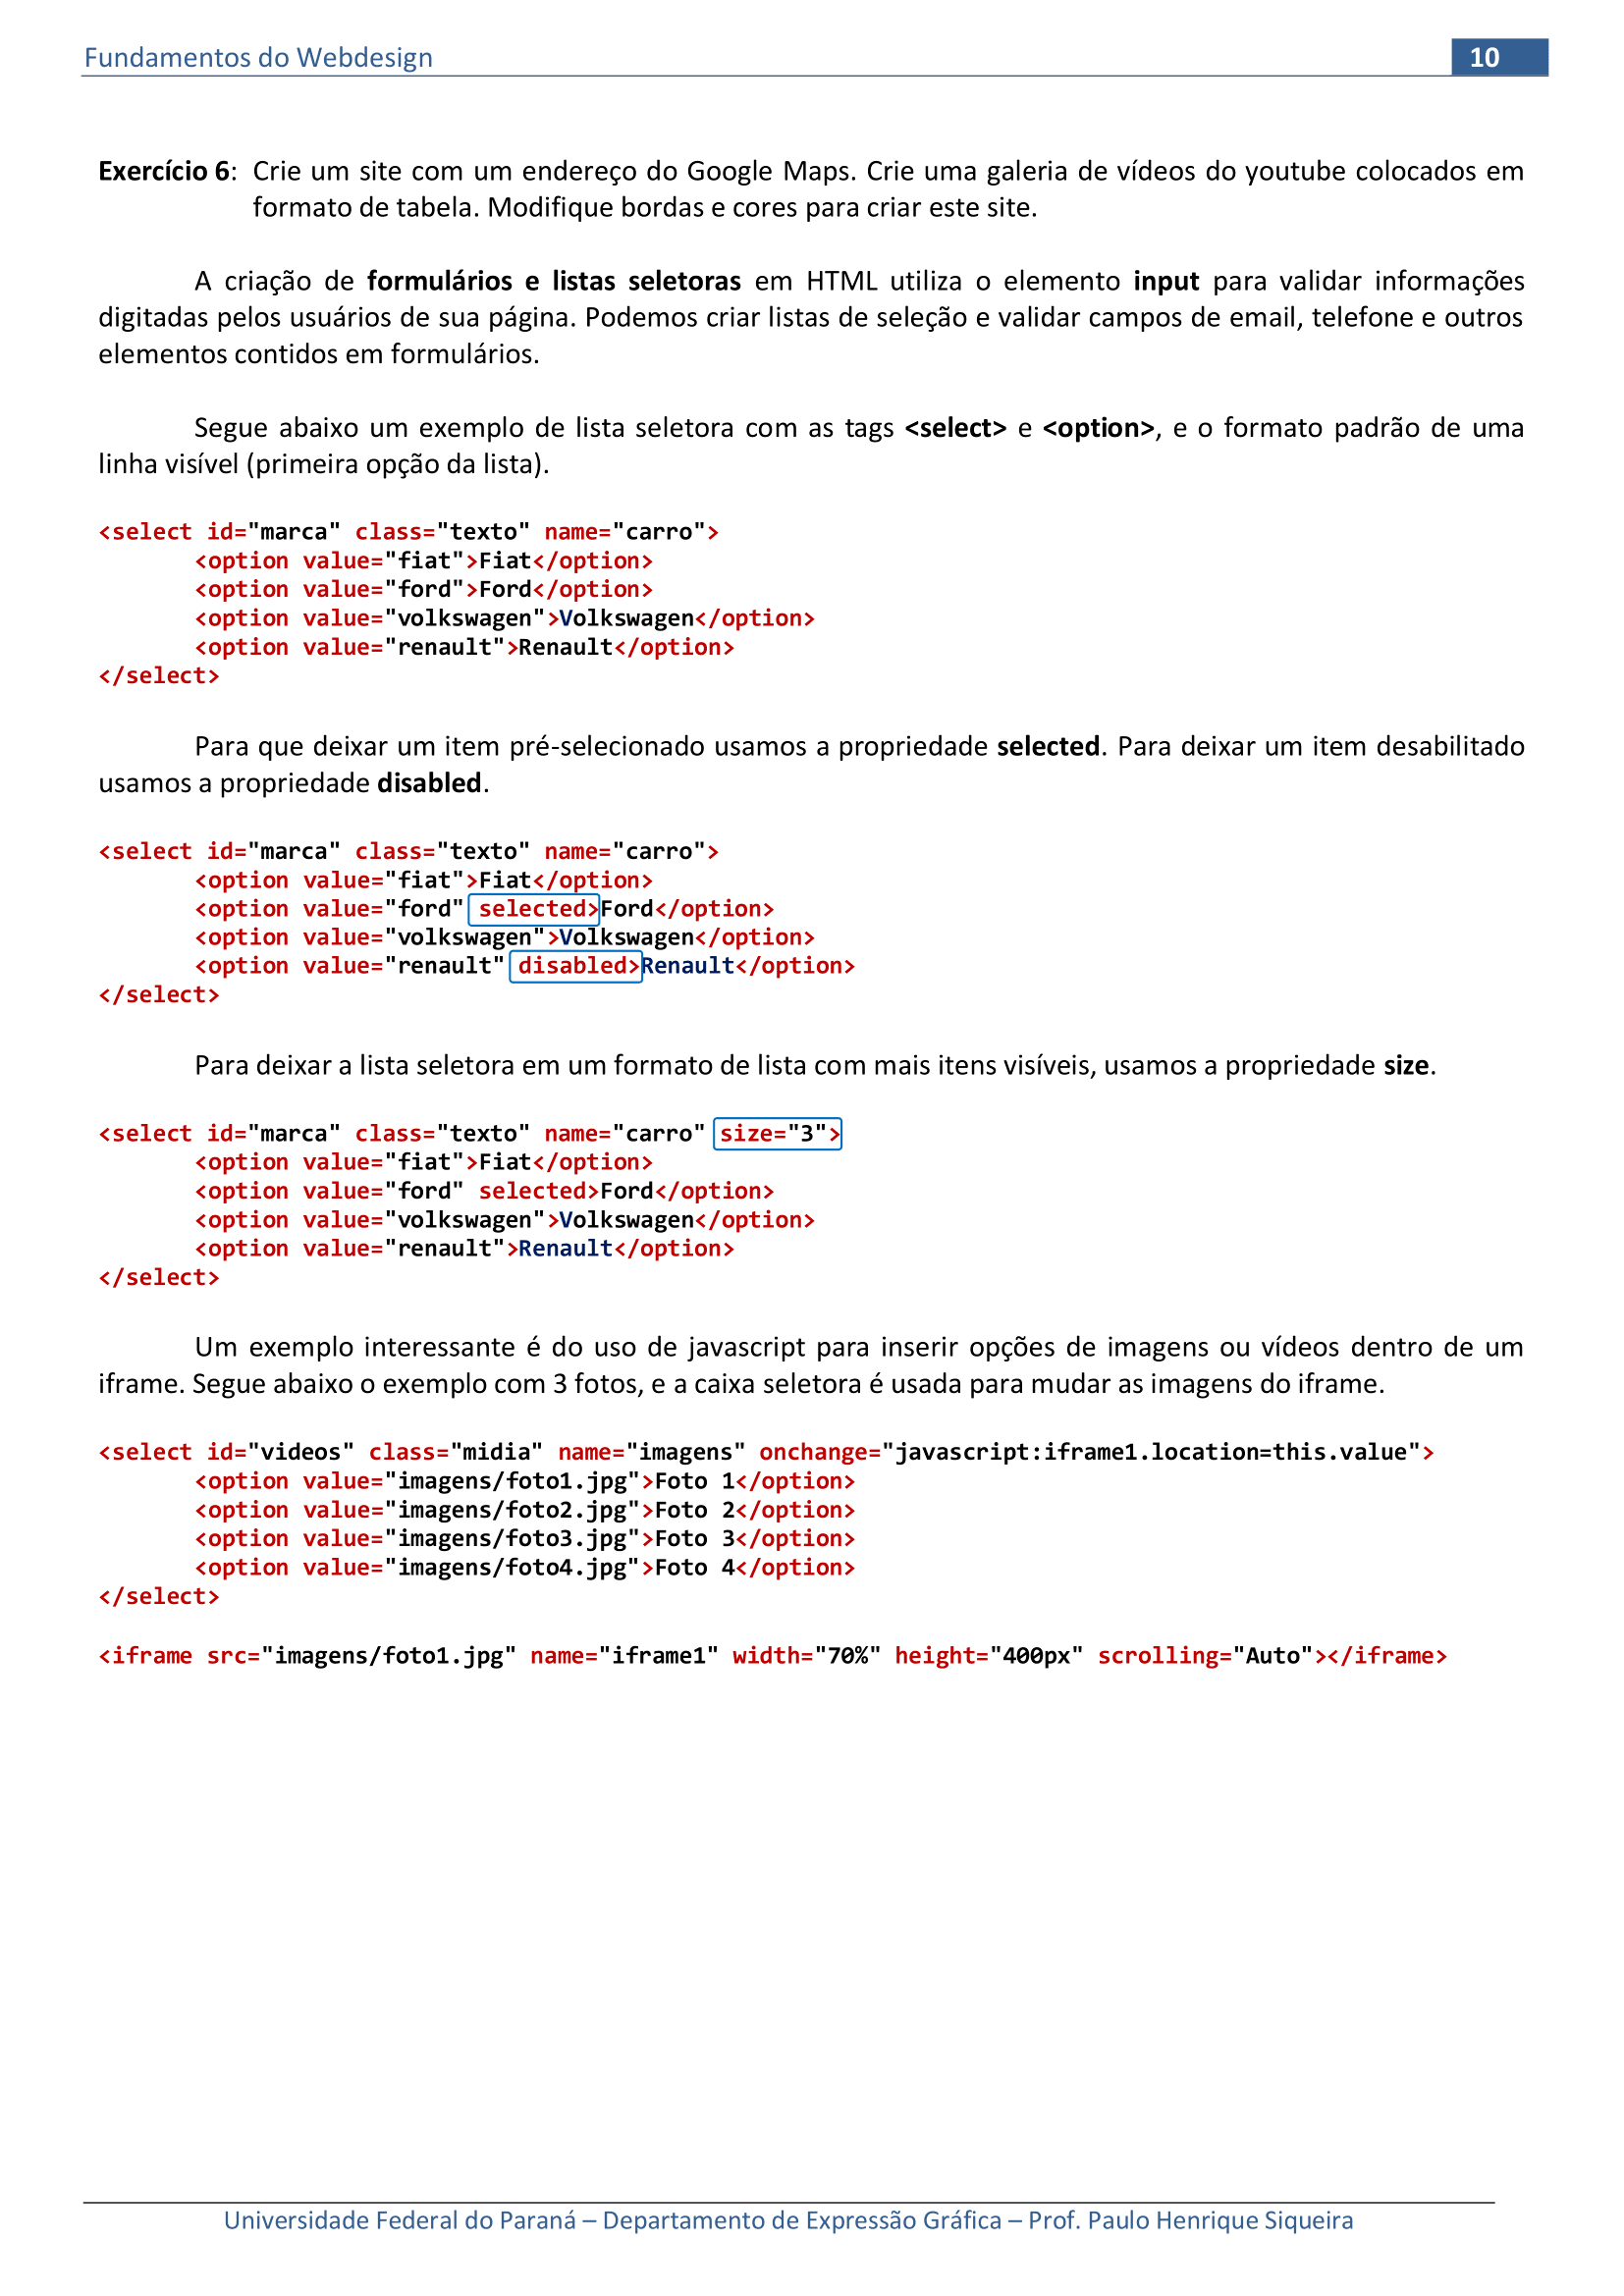 Fundamentos do Webdesign 10
Exercício 6: Crie um site com um endereço do Google Maps. Crie uma galeria de vídeos do youtube colocados em
formato de tabela. Modifique bordas e cores para criar este site.
A criação de formulários e listas seletoras em HTML utiliza o elemento input para validar informações
digitadas pelos usuários de sua página. Podemos criar listas de seleção e validar campos de email, telefone e outros
elementos contidos em formulários.
Segue abaixo um exemplo de lista seletora com as tags <select> e <option>, e o formato padrão de uma
linha visível (primeira opção da lista).
<select id="marca" class="texto" name="carro">
<option value="fiat">Fiat</option>
<option value="ford">Ford</option>
<option value="volkswagen">Volkswagen</option>
<option value="renault">Renault</option>
</select>
Para que deixar um item pré-selecionado usamos a propriedade selected. Para deixar um item desabilitado
usamos a propriedade disabled.
<select id="marca" class="texto" name="carro">
<option value="fiat">Fiat</option>
<option value="ford" selected>Ford</option>
<option value="volkswagen">Volkswagen</option>
<option value="renault" disabled>Renault</option>
</select>
Para deixar a lista seletora em um formato de lista com mais itens visíveis, usamos a propriedade size.
<select id="marca" class="texto" name="carro" size="3">
<option value="fiat">Fiat</option>
<option value="ford" selected>Ford</option>
<option value="volkswagen">Volkswagen</option>
<option value="renault">Renault</option>
</select>
Um exemplo interessante é do uso de javascript para inserir opções de imagens ou vídeos dentro de um
iframe. Segue abaixo o exemplo com 3 fotos, e a caixa seletora é usada para mudar as imagens do iframe.
<select id="videos" class="midia" name="imagens" onchange="javascript:iframe1.location=this.value">
<option value="imagens/foto1.jpg">Foto 1</option>
<option value="imagens/foto2.jpg">Foto 2</option>
<option value="imagens/foto3.jpg">Foto 3</option>
<option value="imagens/foto4.jpg">Foto 4</option>
</select>
<iframe src="imagens/foto1.jpg" name="iframe1" width="70%" height="400px" scrolling="Auto"></iframe>
Universidade Federal do Paraná – Departamento de Expressão Gráfica – Prof. Paulo Henrique Siqueira